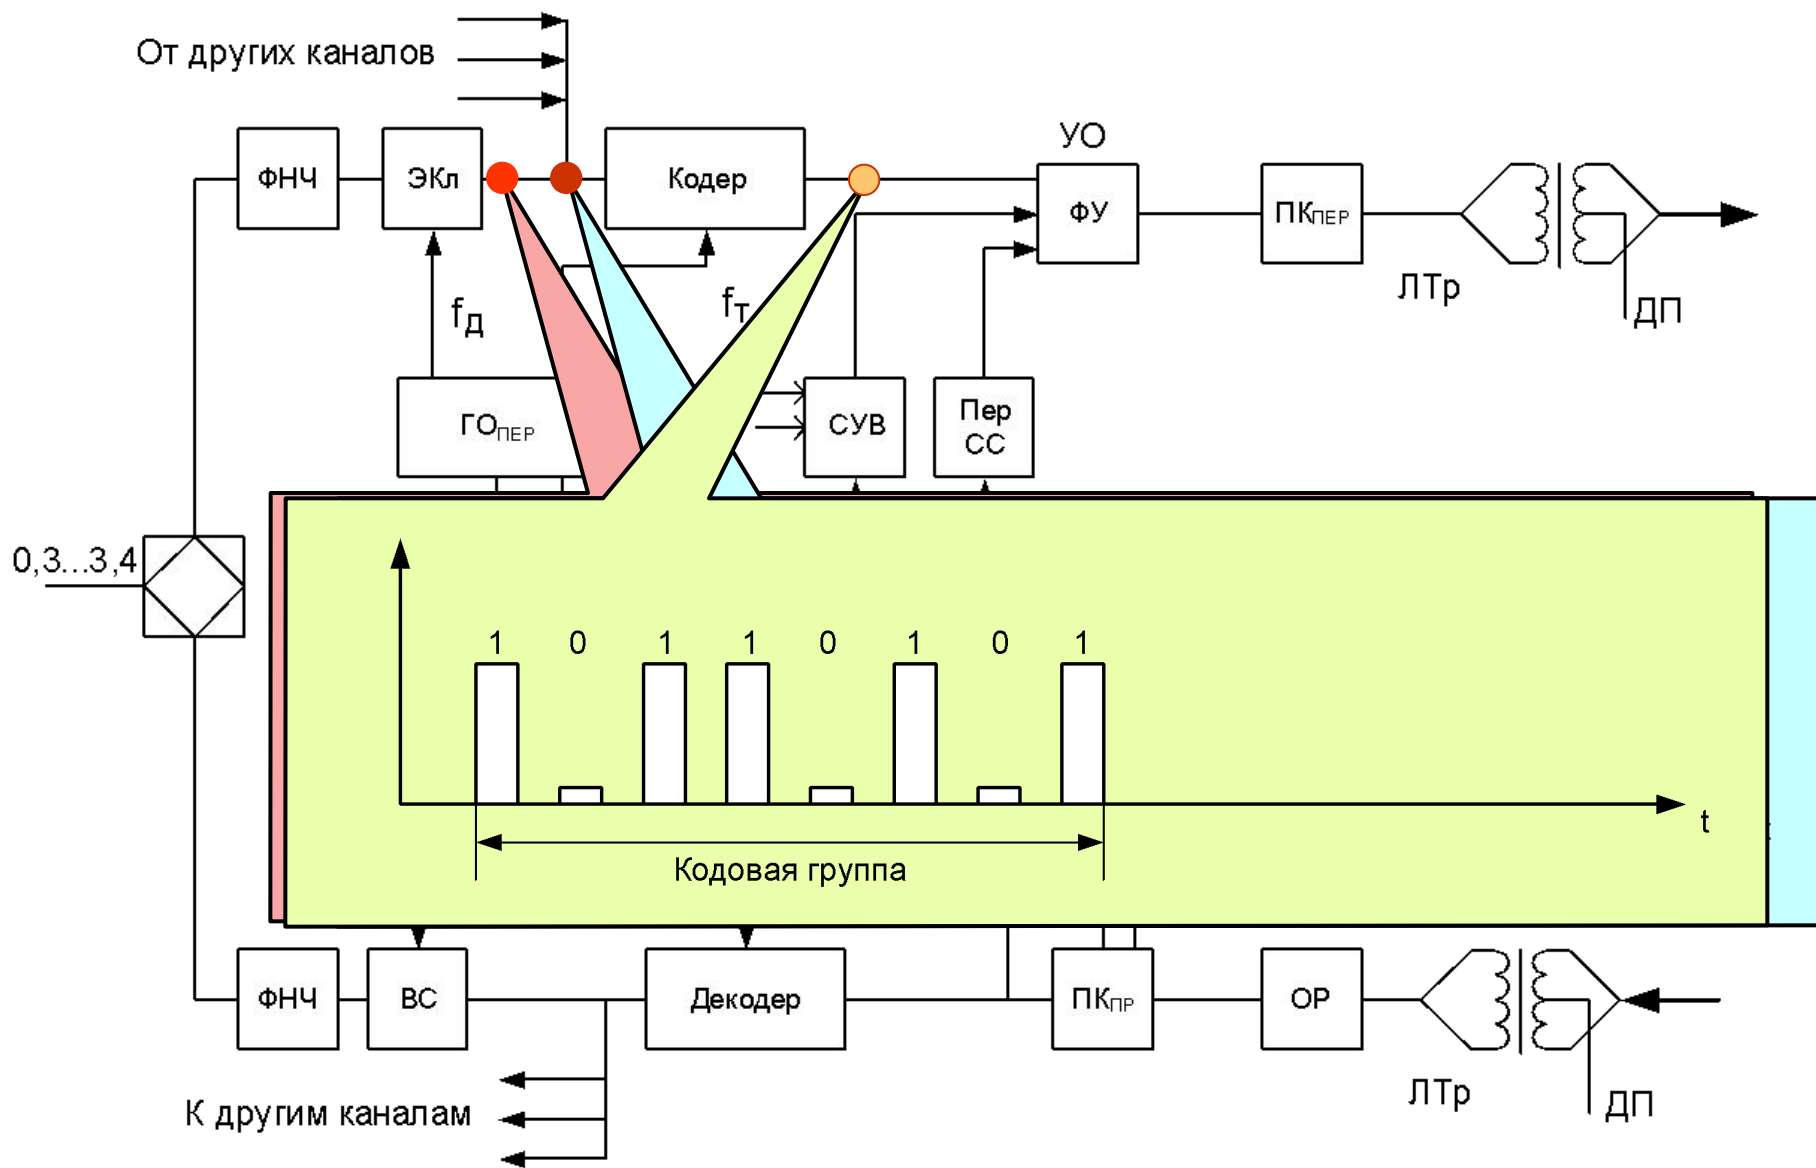 От других каналов
УО
ФНЧ
ЭКл
Кодер
ФУ
ПКПЕР
ЛТр
ДП
fД
fТ
ГОПЕР
СУВ
Пер
СС
0,3...3,4
1 0 1 1 0 1 0 1
t
Кодовая группа
ФНЧ
ВС
Декодер
ПКПР
ОР
ЛТр
ДП
К другим каналам